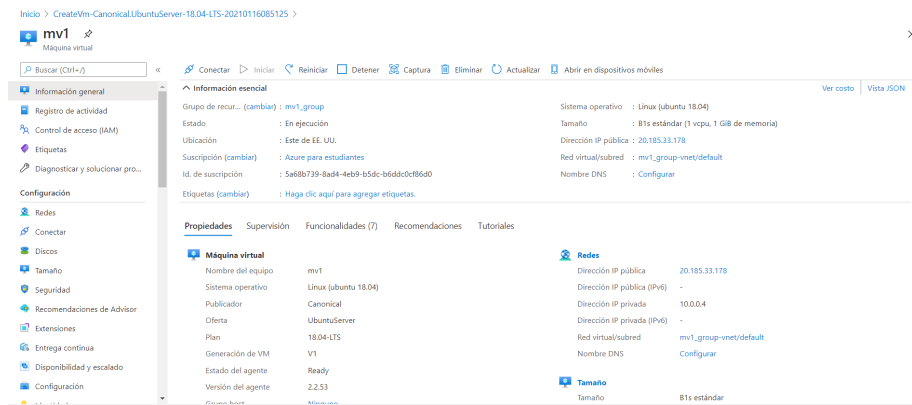 Inicio > CreateVm-Canonical.UbuntuServer-18.04-LTS-20210116085125 >
mv1
Máquina virtual
Buscar (Ctrl+/)
«
Conectar Iniciar Reiniciar Detener Captura Eliminar Actualizar Abrir en dispositivos móviles
Información general
Registro de actividad
Control de acceso (IAM)
Etiquetas
Diagnosticar y solucionar pro...
Configuración
Redes
Conectar
Discos
Tamaño
Seguridad
Recomendaciones de Advisor
Extensiones
Entrega continua
Disponibilidad y escalado
Configuración
Información esencial
Ver costo Vista JSON
Grupo de recur... (cambiar) : mv1_group
Estado : En ejecución
Ubicación : Este de EE. UU.
Suscripción (cambiar) : Azure para estudiantes
Id. de suscripción : 5a68b739-8ad4-4eb9-b5dc-b6ddc0cf86d0
Etiquetas (cambiar) : Haga clic aquí para agregar etiquetas.
Sistema operativo : Linux (ubuntu 18.04)
Tamaño : B1s estándar (1 vcpu, 1 GiB de memoria)
Dirección IP pública : 20.185.33.178
Red virtual/subred : mv1_group-vnet/default
Nombre DNS : Configurar
Propiedades Supervisión Funcionalidades (7) Recomendaciones Tutoriales
Máquina virtual
Nombre del equipo mv1
Sistema operativo Linux (ubuntu 18.04)
Publicador Canonical
Oferta UbuntuServer
Plan 18.04-LTS
Generación de VM V1
Estado del agente Ready
Versión del agente 2.2.53
Grupo host Ninguno
Redes
Dirección IP pública 20.185.33.178
Dirección IP pública (IPv6) -
Dirección IP privada 10.0.0.4
Dirección IP privada (IPv6) -
Red virtual/subred mv1_group-vnet/default
Nombre DNS Configurar
Tamaño
Tamaño B1s estándar